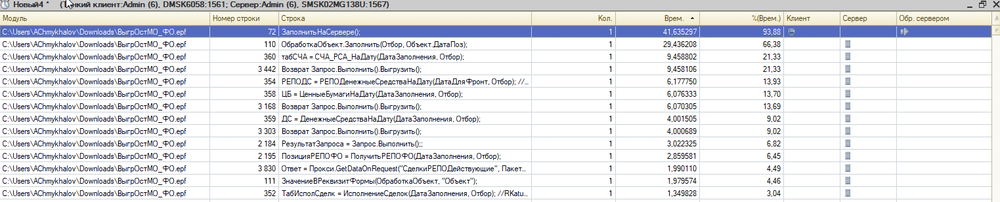 Новый4 * (Тонкий клиент:Admin (6), DMSK6058:1561; Сервер:Admin (6), SMSK02MG138U:1567)
Модуль Номер строки Строка Кол. Врем. %(Врем.) Клиент Сервер Обр. сервером
C:\Users\AChmykhalov\Downloads\ВыгрОстМО_ФО.epf 72 ЗаполнитьНаСервере(); 1 41,635297 93,88
C:\Users\AChmykhalov\Downloads\ВыгрОстМО_ФО.epf 110 ОбработкаОбъект.Заполнить(Отбор, Объект.ДатаПоз); 1 29,436208 66,38
C:\Users\AChmykhalov\Downloads\ВыгрОстМО_ФО.epf 360 табСЧА = СЧА_РСА_НаДату(ДатаЗаполнения, Отбор); 1 9,458802 21,33
C:\Users\AChmykhalov\Downloads\ВыгрОстМО_ФО.epf 3 442 Возврат Запрос.Выполнить().Выгрузить(); 1 9,458106 21,33
C:\Users\AChmykhalov\Downloads\ВыгрОстМО_ФО.epf 354 РЕПОДС = РЕПОДенежныеСредстваНаДату(ДатаДляФронт, Отбор); //... 1 6,177750 13,93
C:\Users\AChmykhalov\Downloads\ВыгрОстМО_ФО.epf 358 ЦБ = ЦенныеБумагиНаДату(ДатаЗаполнения, Отбор); 1 6,076333 13,70
C:\Users\AChmykhalov\Downloads\ВыгрОстМО_ФО.epf 3 168 Возврат Запрос.Выполнить().Выгрузить(); 1 6,070305 13,69
C:\Users\AChmykhalov\Downloads\ВыгрОстМО_ФО.epf 359 ДС = ДенежныеСредстваНаДату(ДатаЗаполнения, Отбор); 1 4,001505 9,02
C:\Users\AChmykhalov\Downloads\ВыгрОстМО_ФО.epf 3 303 Возврат Запрос.Выполнить().Выгрузить(); 1 4,000689 9,02
C:\Users\AChmykhalov\Downloads\ВыгрОстМО_ФО.epf 2 184 РезультатЗапроса = Запрос.Выполнить();; 1 3,022325 6,82
C:\Users\AChmykhalov\Downloads\ВыгрОстМО_ФО.epf 2 195 ПозицияРЕПОФО = ПолучитьРЕПОФО(ДатаЗаполнения, Отбор); 1 2,859581 6,45
C:\Users\AChmykhalov\Downloads\ВыгрОстМО_ФО.epf 3 830 Ответ = Прокси.GetDataOnRequest("СделкиРЕПОДействующие", Пакет... 1 1,990110 4,49
C:\Users\AChmykhalov\Downloads\ВыгрОстМО_ФО.epf 111 ЗначениеВРеквизитФормы(ОбработкаОбъект, "Объект"); 1 1,979574 4,46
C:\Users\AChmykhalov\Downloads\ВыгрОстМО_ФО.epf 352 ТабИсполСделк = ИсполнениеСделок(ДатаЗаполнения, Отбор); //RKatu... 1 1,349828 3,04